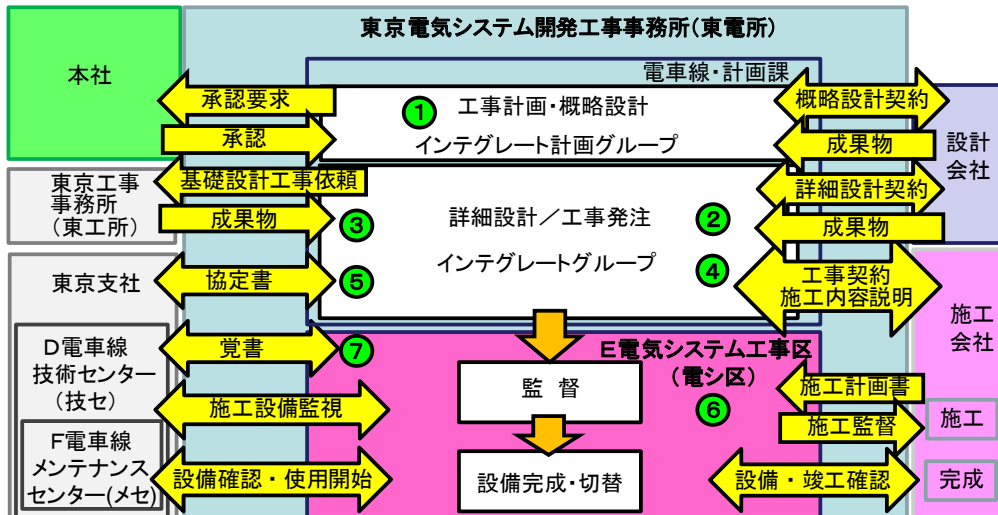 東京電気システム開発工事事務所(東電所)
本社
電車線・計画課
承認要求
①
工事計画・概略設計
概略設計契約
承認
インテグレート計画グループ
成果物
設計
会社
東京工事
事務所
(東工所)
基礎設計工事依頼
詳細設計契約
成果物
③
詳細設計／工事発注
②
成果物
東京支社
協定書
⑤
インテグレートグループ
④
工事契約
施工内容説明
施工
会社
D電車線
技術センター
(技セ)
覚書
⑦
E電気システム工事区
(電シ区)
監 督
施工計画書
施工設備監視
⑥
施工監督
施工
F電車線
メンテナンス
センター(メセ)
設備確認・使用開始
設備完成・切替
設備・竣工確認
完成